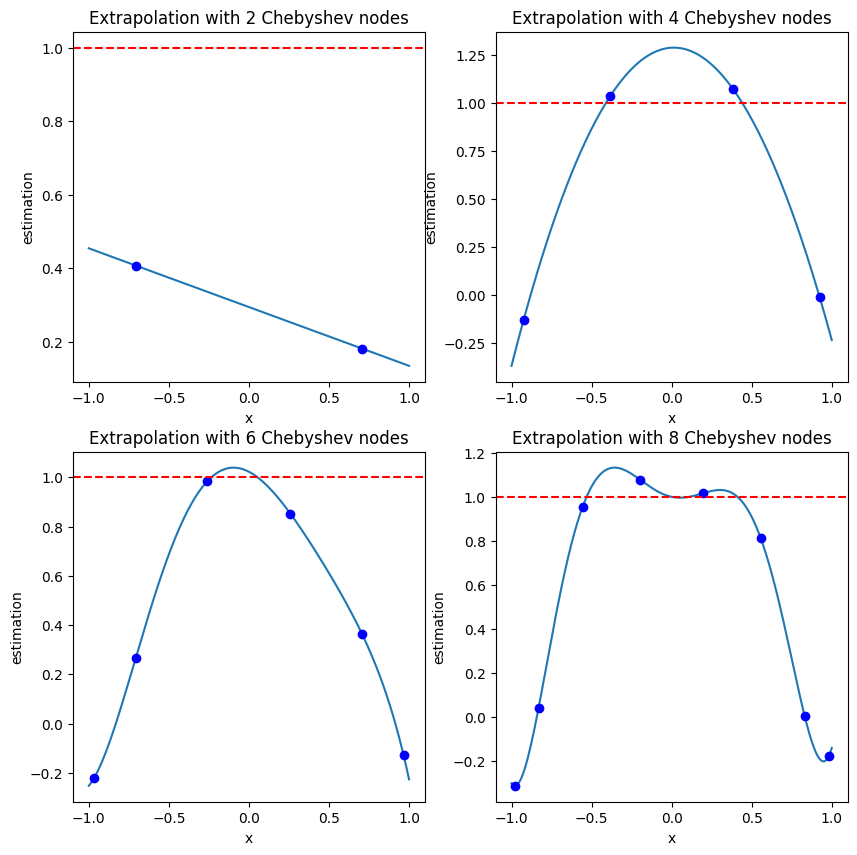 Extrapolation with 2 Chebyshev nodes
1.0
0.8
0.6
0.4
0.2
estimation
−1.0 −0.5 0.0 0.5 1.0
x
Extrapolation with 4 Chebyshev nodes
1.25
1.00
0.75
0.50
0.25
0.00
−0.25
estimation
−1.0 −0.5 0.0 0.5 1.0
x
Extrapolation with 6 Chebyshev nodes
1.0
0.8
0.6
0.4
0.2
0.0
−0.2
estimation
−1.0 −0.5 0.0 0.5 1.0
x
Extrapolation with 8 Chebyshev nodes
1.2
1.0
0.8
0.6
0.4
0.2
0.0
−0.2
estimation
−1.0 −0.5 0.0 0.5 1.0
x